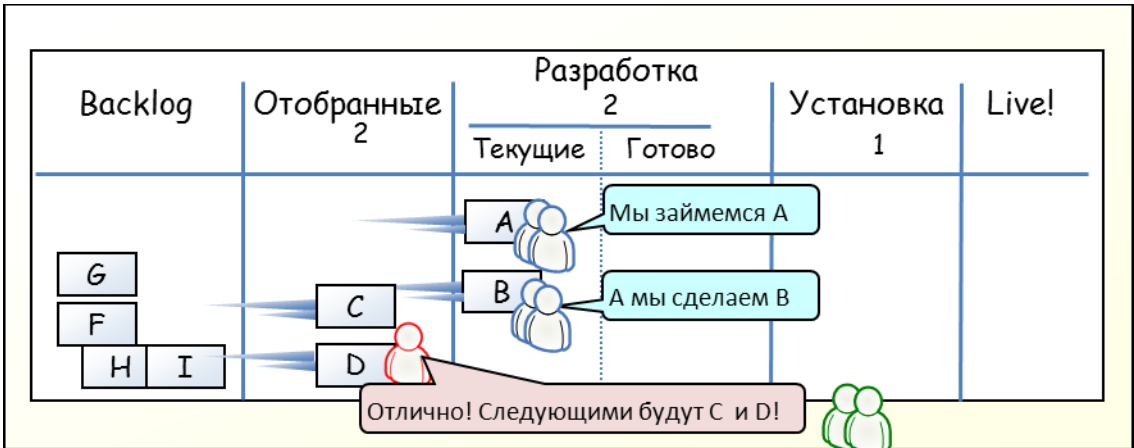 Backlog
Отобранные
2
Разработка
2
Текущие
Готово
Установка
1
Live!
A
Мы займемся А
G
B
А мы сделаем В
C
F
H
I
D
Отлично! Следующими будут С и D!